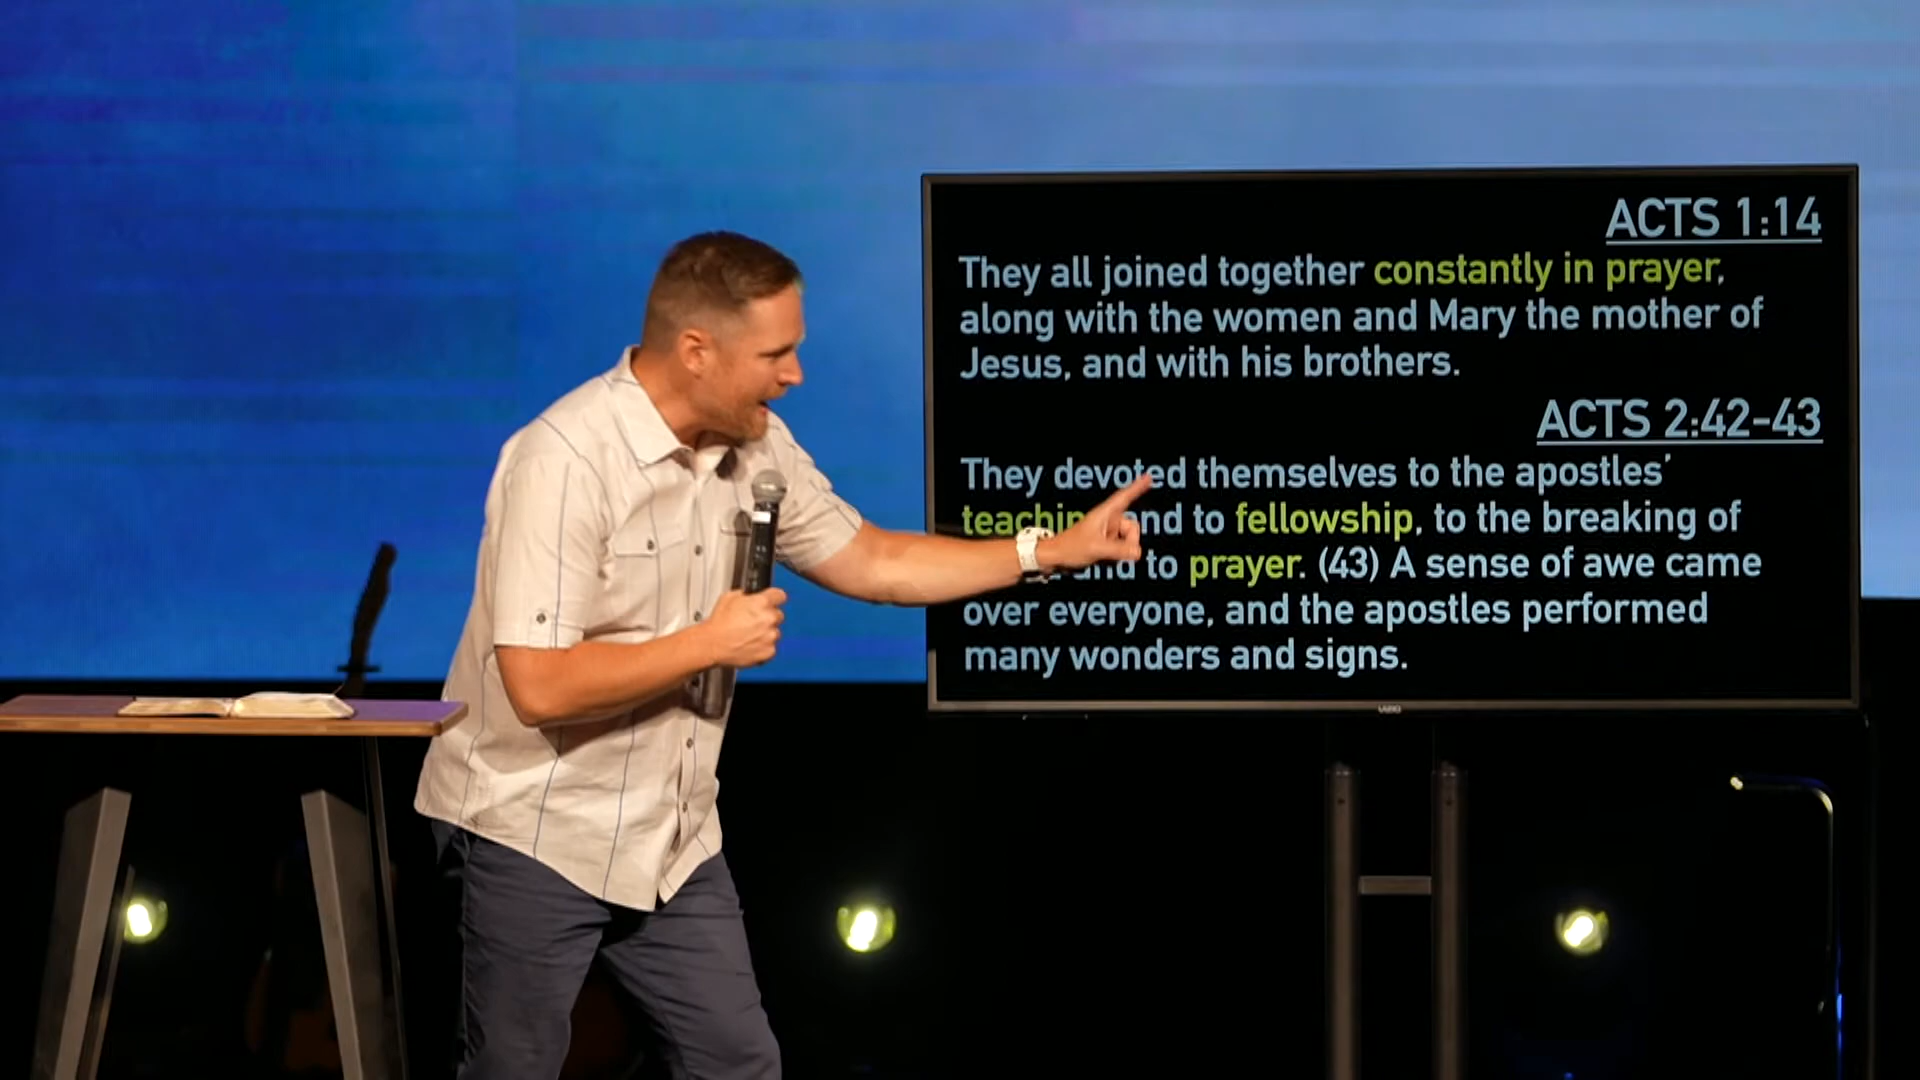 ACTS 1:14
They all joined together constantly in prayer,
along with the women and Mary the mother of
Jesus, and with his brothers.
ACTS 2:42-43
They devoted themselves to the apostles’
to fellowship, to the breaking of
to prayer. (43) A sense of awe came
over everyone, and the apostles performed
many wonders and signs.
VIZIO